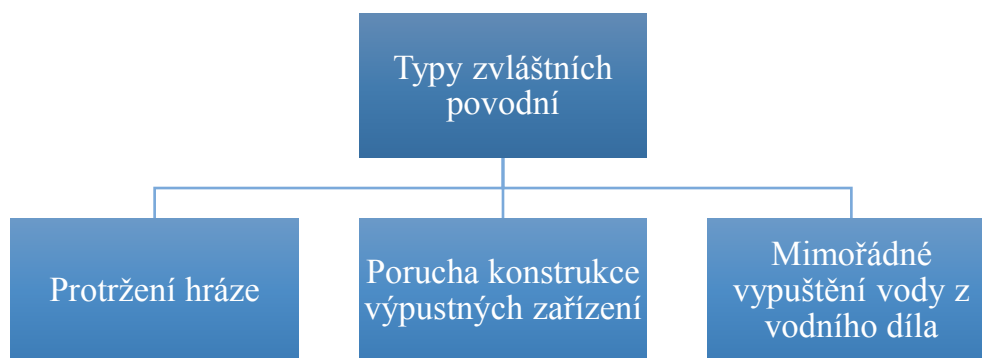 Typy zvláštních
povodní
Protržení hráze
Porucha konstrukce
výpustných zařízení
Mimořádné
vypuštění vody z
vodního díla